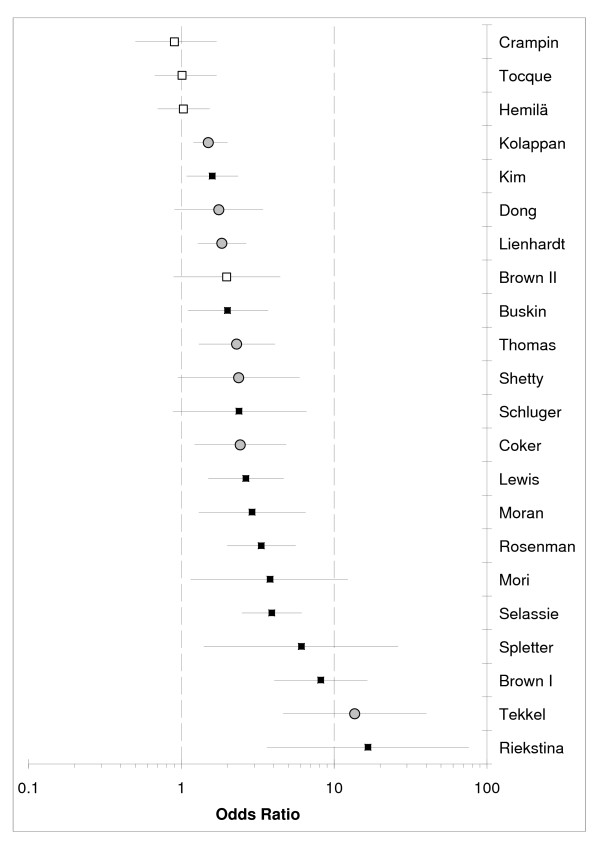 Crampin
Tocque
Hemilä
Kolappan
Kim
Dong
Lienhardt
Brown II
Buskin
Thomas
Shetty
Schluger
Coker
Lewis
Moran
Rosenman
Mori
Selassie
Spletter
Brown I
Tekkel
Riekstina
0.1 1 10 100
Odds Ratio